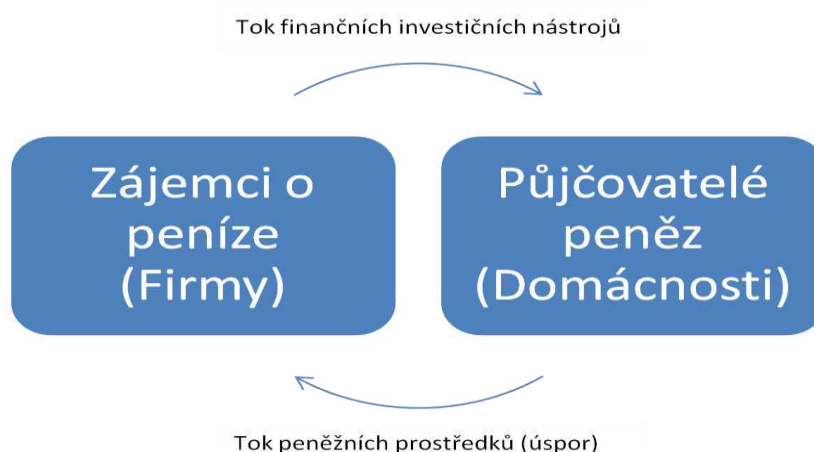 Tok finančních investičních nástrojů
Zájemci o
peníze
(Firmy)
Půjčovatelé
peněz
(Domácnosti)
Tok peněžních prostředků (úspor)